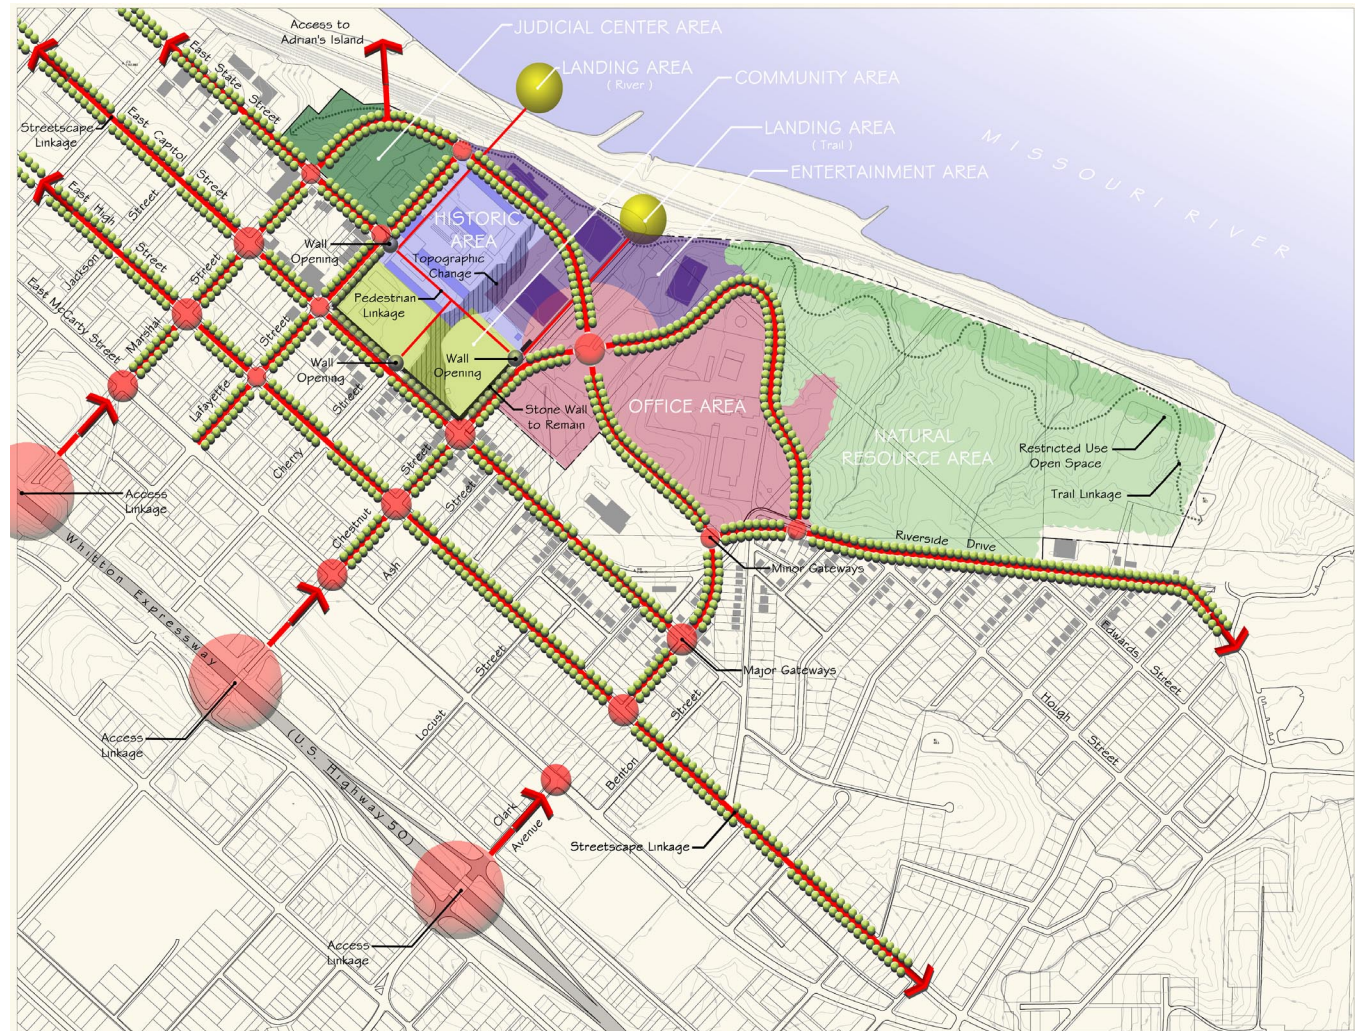 Access to
Adrian's Island
JUDICIAL CENTER AREA
LANDING AREA
( River )
COMMUNITY AREA
LANDING AREA
( Trail )
ENTERTAINMENT AREA
MISSOURI RIVER
East State Street
Streetscape
Linkage
East Capitol Street
East High Street
Street
Jackson
East McCarty Street
Marshal Street
Lafayette Street
Cherry Street
Wall
Opening
HISTORIC
AREA
Topographic
Change
Pedestrian
Linkage
Wall
Opening
Wall
Opening
Stone Wall
to Remain
OFFICE AREA
NATURAL
RESOURCE AREA
Restricted Use
Open Space
Trail Linkage
Access
Linkage
Chestnut Street
Ash Street
Riverside Drive
Minor Gateways
Major Gateways
Whitton Expressway
(U.S. Highway 50)
Access
Linkage
Locust Street
Benton Street
Edwards Street
Hough Street
Clark
Avenue
Streetscape Linkage
Access
Linkage